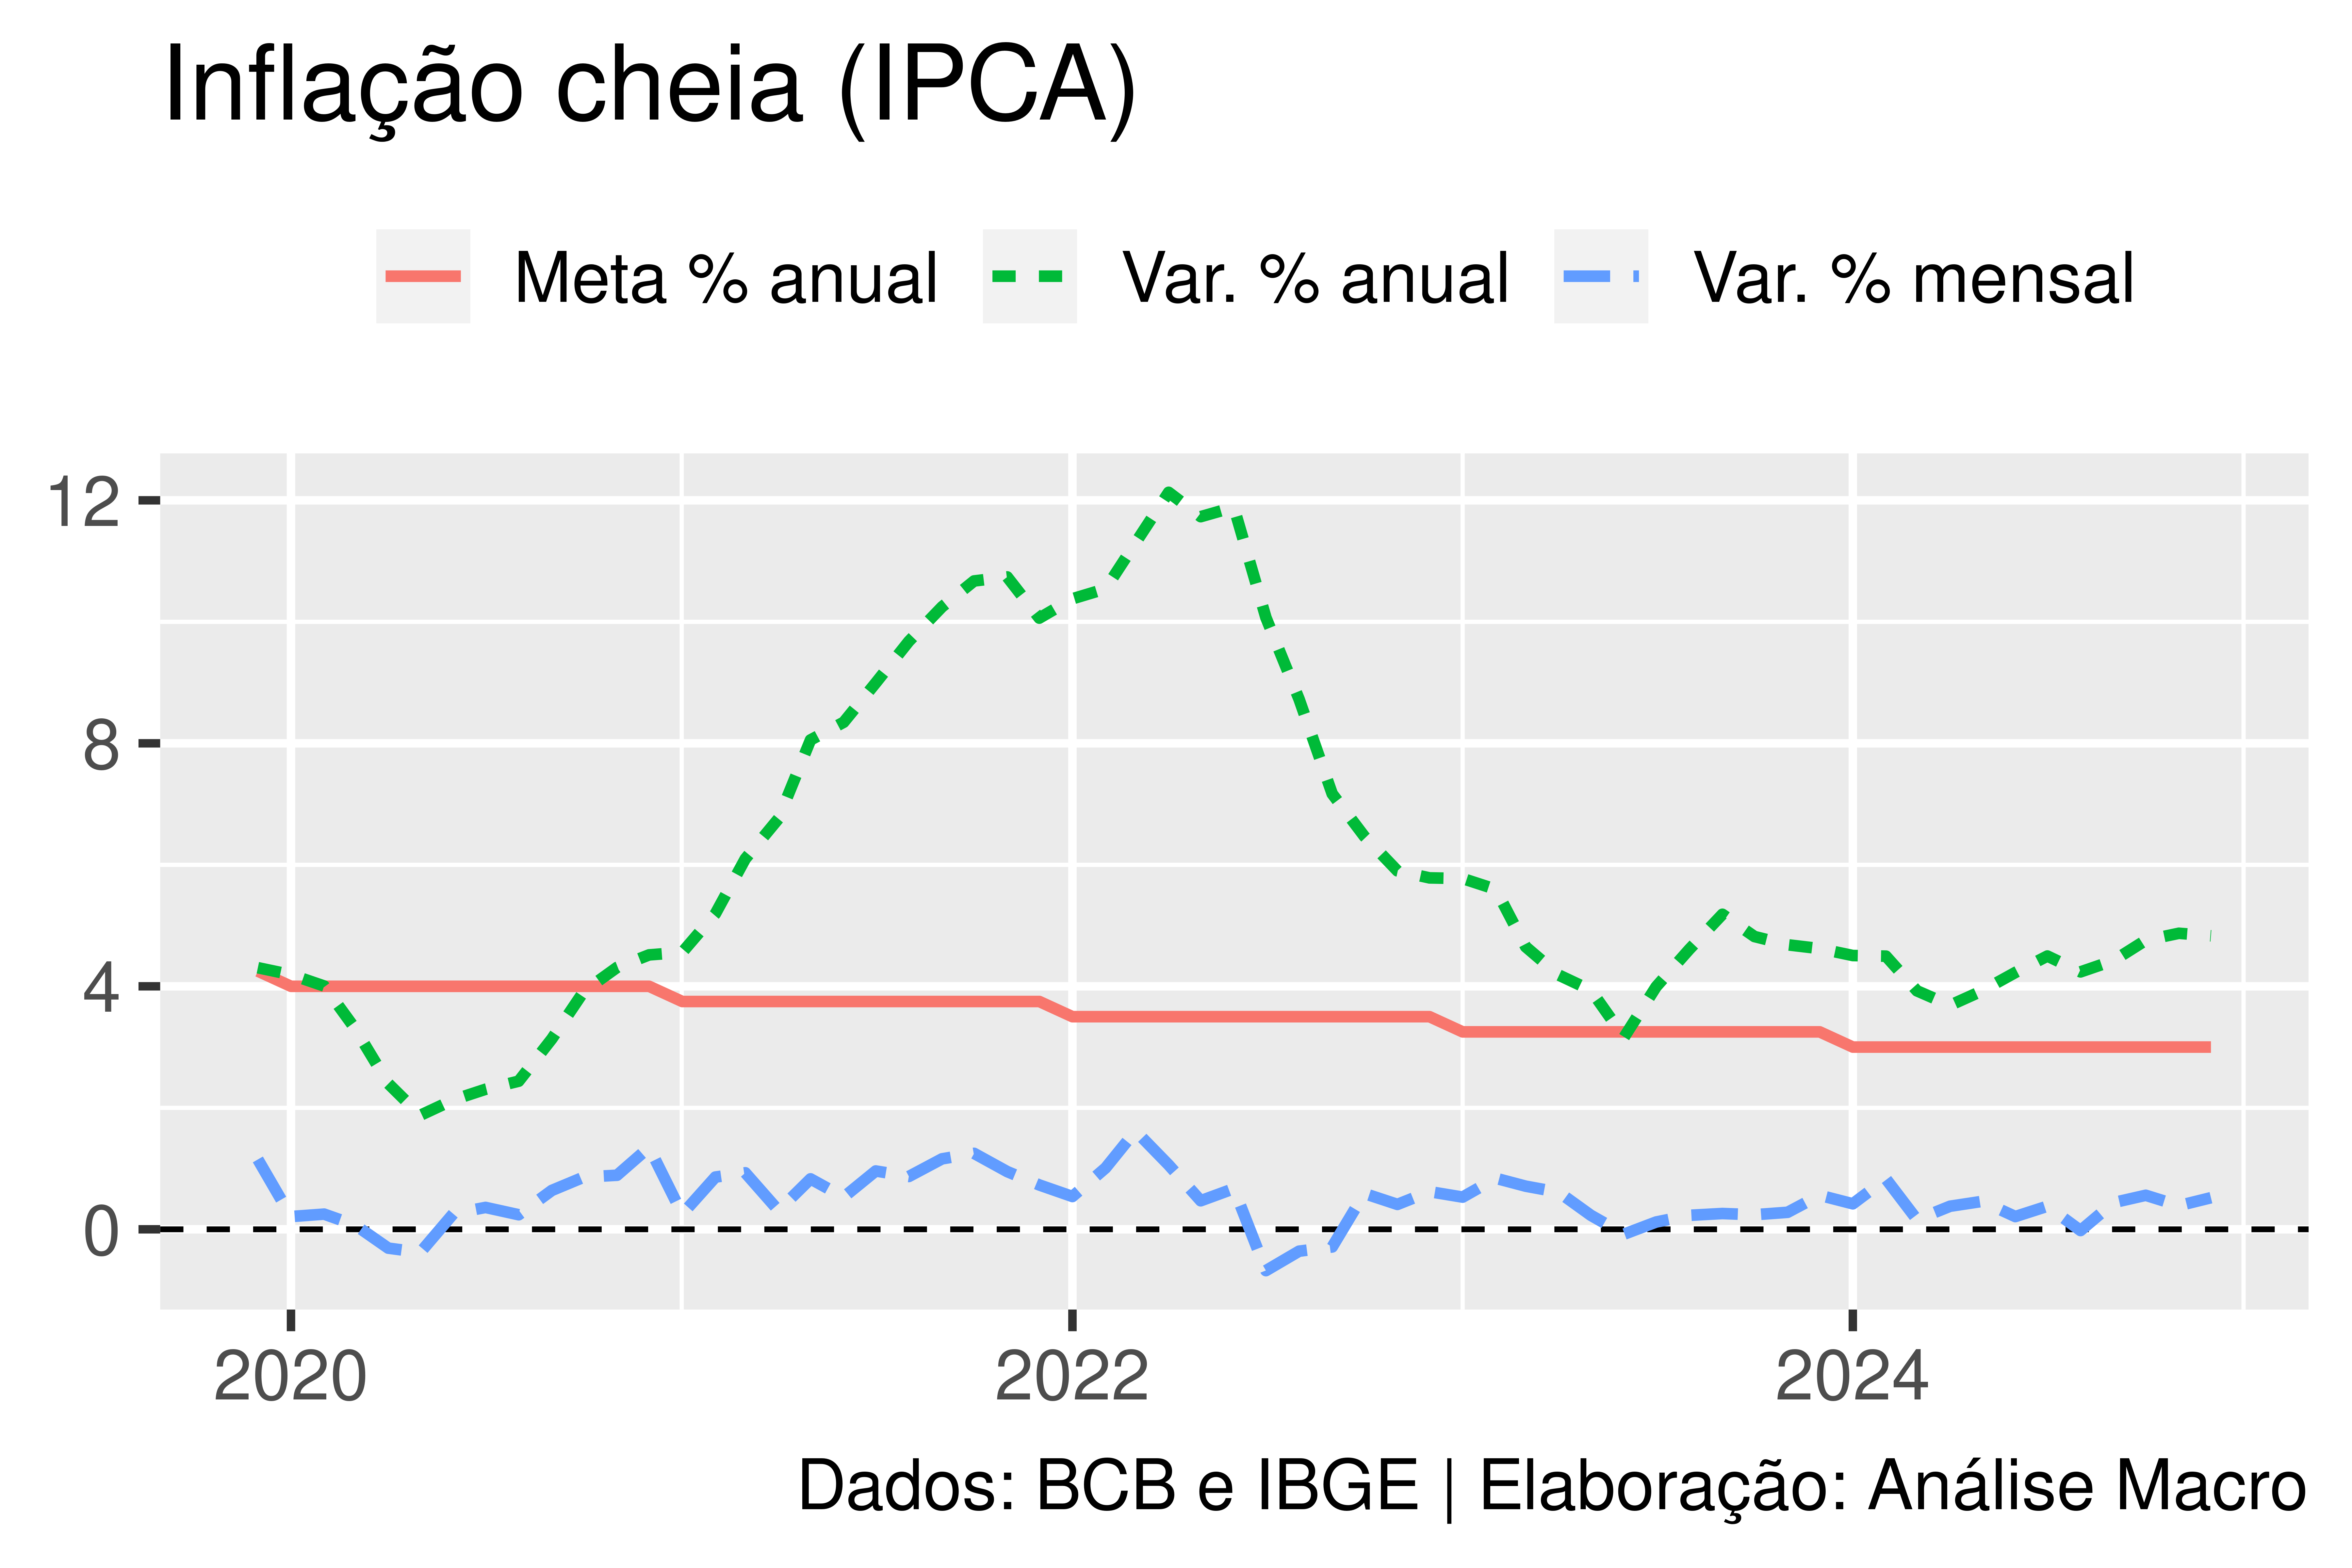 Inflação cheia (IPCA)
Meta % anual Var. % anual Var. % mensal
12
8
4
0
2020 2022 2024
Dados: BCB e IBGE | Elaboração: Análise Macro